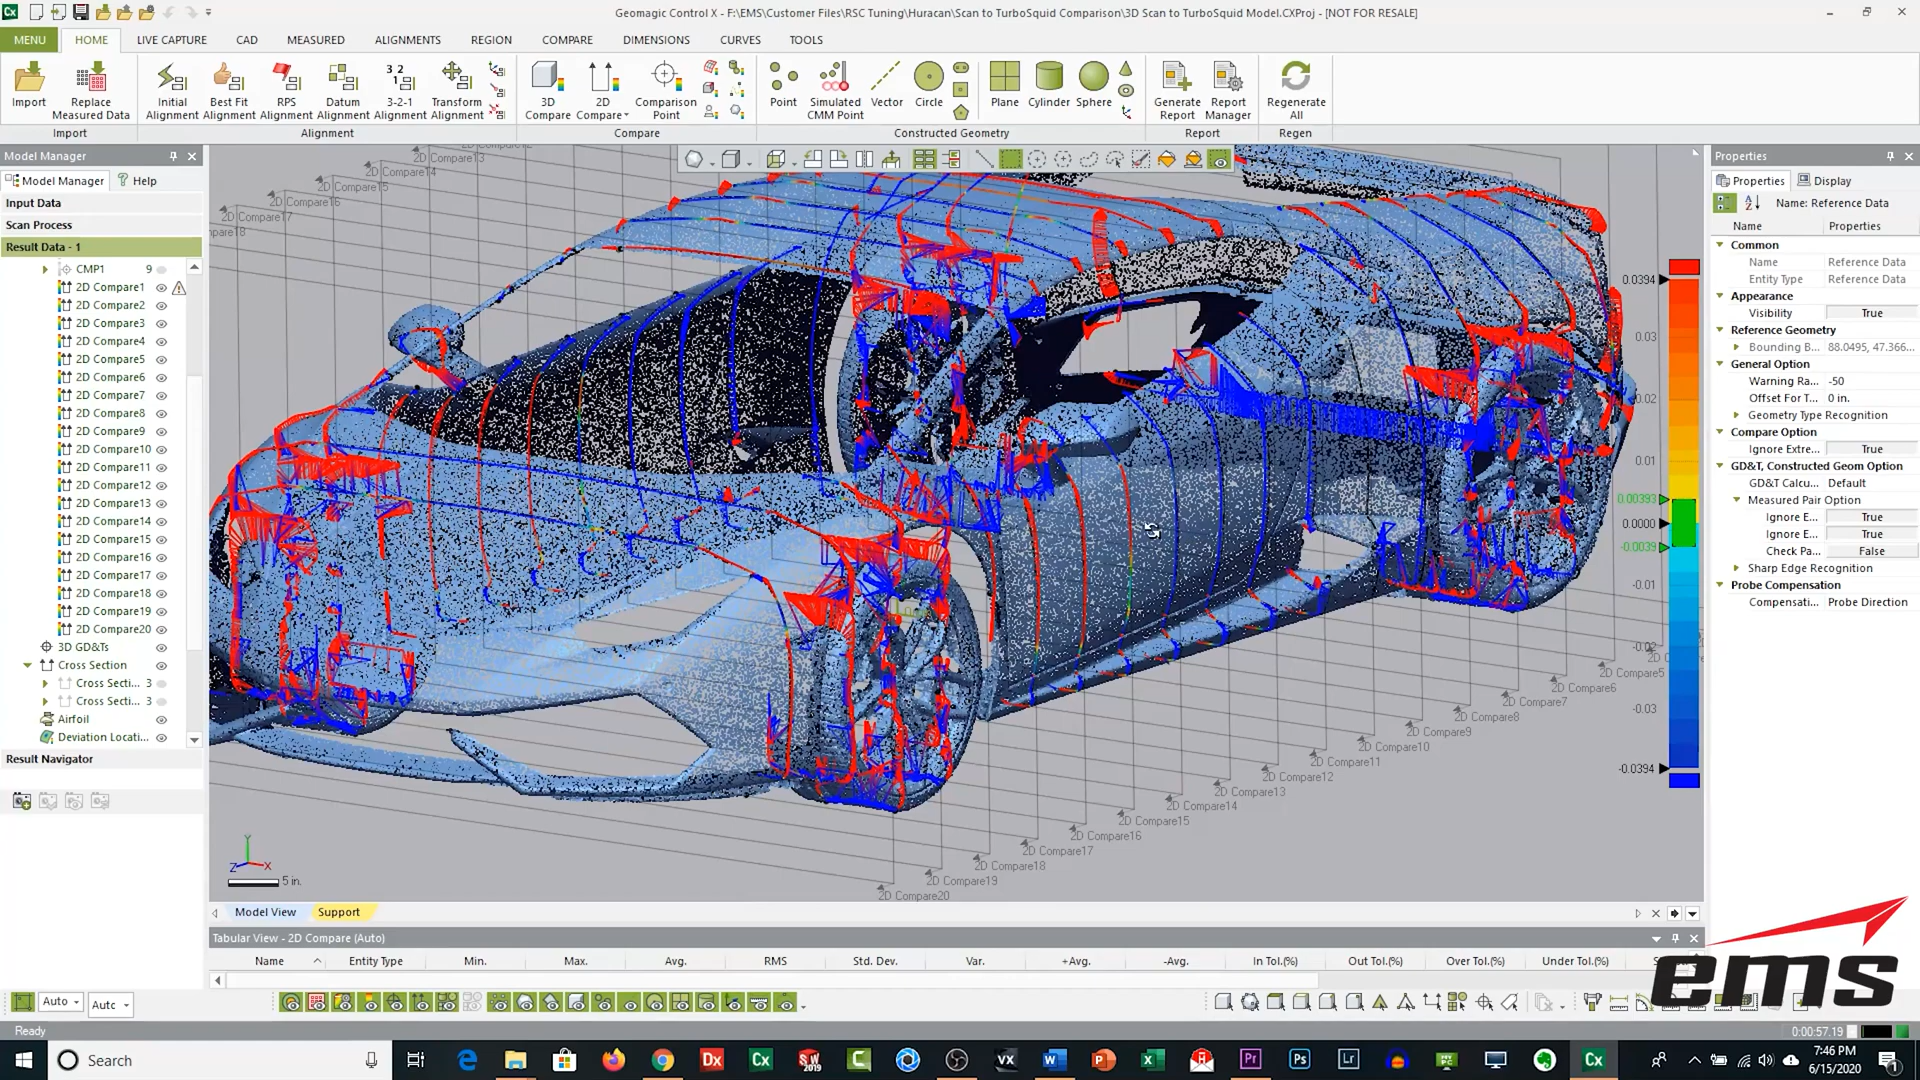 Geomagic Control X - F:\EMS\Customer Files\RSC Tuning\Huracan\Scan to TurboSquid Comparison\3D Scan to TurboSquid Model.CXProj - [NOT FOR RESALE]
MENU HOME LIVE CAPTURE CAD MEASURED ALIGNMENTS REGION COMPARE DIMENSIONS CURVES TOOLS
Import
Replace Measured Data
Initial Alignment
Best Fit Alignment
RPS Alignment
Datum Alignment
3 2 1
3-2-1 Alignment
Transform Alignment
3D Compare
2D Compare
Comparison Point
Point
Simulated CMM Point
Vector
Circle
Plane
Cylinder
Sphere
Generate Report
Report Manager
Regenerate All
Import Alignment Compare Constructed Geometry Report Regen
Model Manager
Model Manager Help
Input Data
Scan Process
Result Data - 1
CMP1 9
2D Compare1
2D Compare2
2D Compare3
2D Compare4
2D Compare5
2D Compare6
2D Compare7
2D Compare8
2D Compare9
2D Compare10
2D Compare11
2D Compare12
2D Compare13
2D Compare14
2D Compare15
2D Compare16
2D Compare17
2D Compare18
2D Compare19
2D Compare20
3D GD&Ts
Cross Section
Cross Secti... 3
Cross Secti... 3
Airfoil
Deviation Locati...
Result Navigator
2D Compare13
2D Compare14
2D Compare15
2D Compare16
2D Compare17
2D Compare5
2D Compare6
2D Compare7
2D Compare8
2D Compare9
2D Compare10
2D Compare11
2D Compare12
2D Compare13
2D Compare14
2D Compare15
2D Compare16
2D Compare17
2D Compare18
2D Compare19
2D Compare20
Y
Z X
5 in.
0.0394
0.03
0.02
0.01
0.00393
0.0000
-0.0039
-0.01
-0.02
-0.03
-0.0394
Properties
Properties Display
Name: Reference Data
Name Properties
Common
Name Reference Data
Entity Type Reference Data
Appearance
Visibility True
Reference Geometry
Bounding B... 88.0495, 47.366...
General Option
Warning Ra... -50
Offset For T... 0 in.
Geometry Type Recognition
Compare Option
Ignore Extre... True
GD&T, Constructed Geom Option
GD&T Calcu... Default
Measured Pair Option
Ignore E... True
Ignore E... True
Check Pa... False
Sharp Edge Recognition
Probe Compensation
Compensati... Probe Direction
Model View Support
Tabular View - 2D Compare (Auto)
Name Entity Type Min. Max. Avg. RMS Std. Dev. Var. +Avg. -Avg. In Tol.(%) Out Tol.(%) Over Tol.(%) Under Tol.(%)
ems
Auto Autc
Ready
0:00:57.19
Search
Dx
Cx
SW 2019
C
VX
W
P
X
Pr
Ps
Lr
Cx
7:46 PM
6/15/2020
1